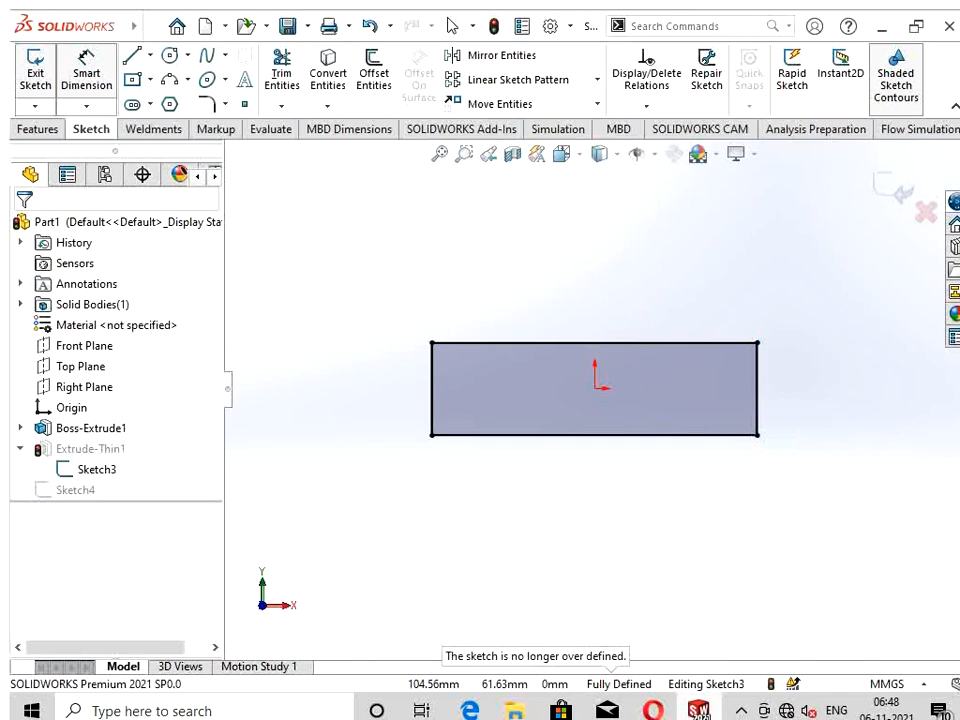 SOLIDWORKS
S...
Search Commands
Exit Sketch
Smart Dimension
Trim Entities
Convert Entities
Offset Entities
Offset On Surface
Mirror Entities
Linear Sketch Pattern
Move Entities
Display/Delete Relations
Repair Sketch
Quick Snaps
Rapid Sketch
Instant2D
Shaded Sketch Contours
Features Sketch Weldments Markup Evaluate MBD Dimensions SOLIDWORKS Add-Ins Simulation MBD SOLIDWORKS CAM Analysis Preparation Flow Simulation
Part1 (Default<<Default>_Display Sta
History
Sensors
Annotations
Solid Bodies(1)
Material <not specified>
Front Plane
Top Plane
Right Plane
Origin
Boss-Extrude1
Extrude-Thin1
Sketch3
Sketch4
Y
X
The sketch is no longer over defined.
Model 3D Views Motion Study 1
SOLIDWORKS Premium 2021 SP0.0 104.56mm 61.63mm 0mm Fully Defined Editing Sketch3 MMGS
Type here to search
ENG
06:48
06-11-2021
10